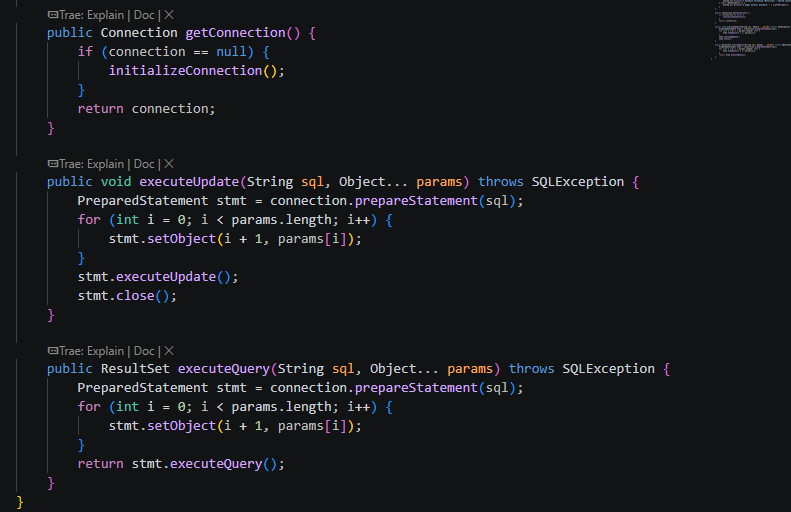 Trae: Explain | Doc | X
public Connection getConnection() {
    if (connection == null) {
        initializeConnection();
    }
    return connection;
}
Trae: Explain | Doc | X
public void executeUpdate(String sql, Object... params) throws SQLException {
    PreparedStatement stmt = connection.prepareStatement(sql);
    for (int i = 0; i < params.length; i++) {
        stmt.setObject(i + 1, params[i]);
    }
    stmt.executeUpdate();
    stmt.close();
}
Trae: Explain | Doc | X
public ResultSet executeQuery(String sql, Object... params) throws SQLException {
    PreparedStatement stmt = connection.prepareStatement(sql);
    for (int i = 0; i < params.length; i++) {
        stmt.setObject(i + 1, params[i]);
    }
    return stmt.executeQuery();
}
}